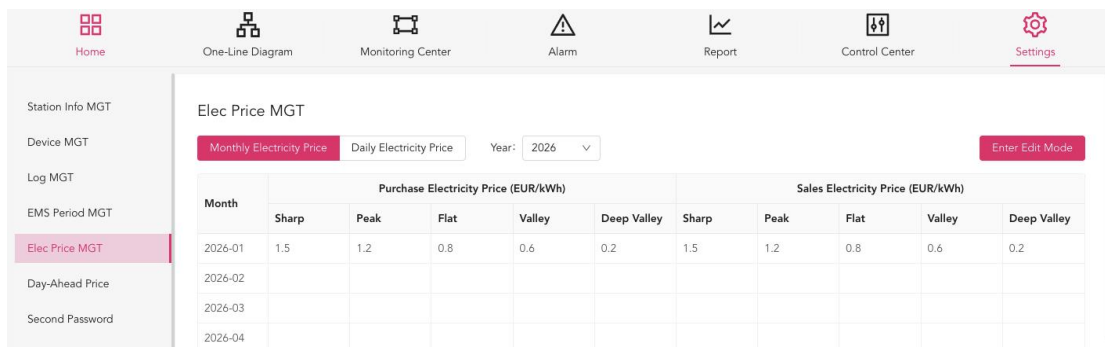 Home One-Line Diagram Monitoring Center Alarm Report Control Center Settings
Station Info MGT
Device MGT
Log MGT
EMS Period MGT
Elec Price MGT
Day-Ahead Price
Second Password
Elec Price MGT
Monthly Electricity Price Daily Electricity Price Year: 2026 Enter Edit Mode
Month Purchase Electricity Price (EUR/kWh) Sales Electricity Price (EUR/kWh)
Sharp Peak Flat Valley Deep Valley Sharp Peak Flat Valley Deep Valley
2026-01 1.5 1.2 0.8 0.6 0.2 1.5 1.2 0.8 0.6 0.2
2026-02
2026-03
2026-04